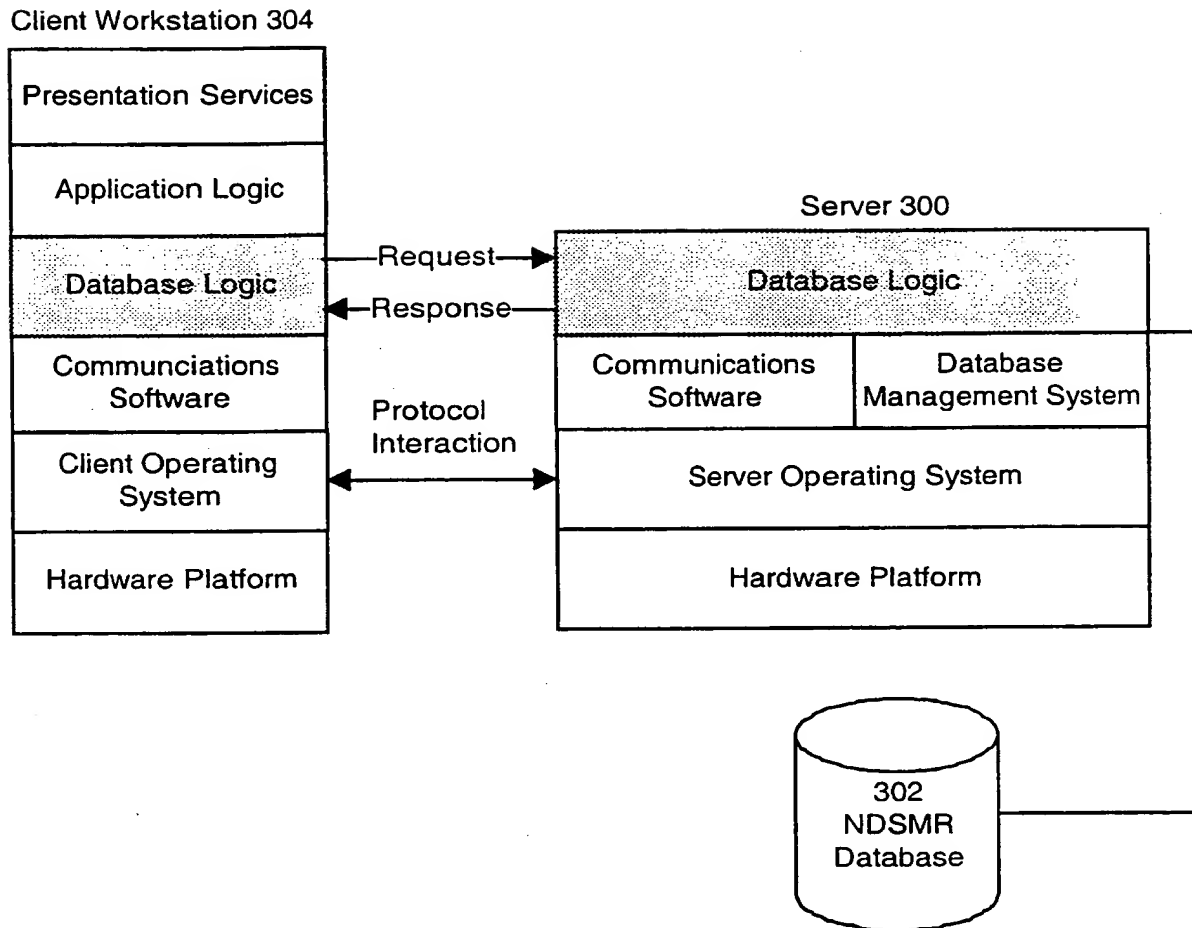 Client Workstation 304
Presentation Services
Application Logic
Database Logic
Communciations
Software
Client Operating
System
Hardware Platform
Request
Response
Protocol
Interaction
Server 300
Database Logic
Communications
Software
Database
Management System
Server Operating System
Hardware Platform
302
NDSMR
Database